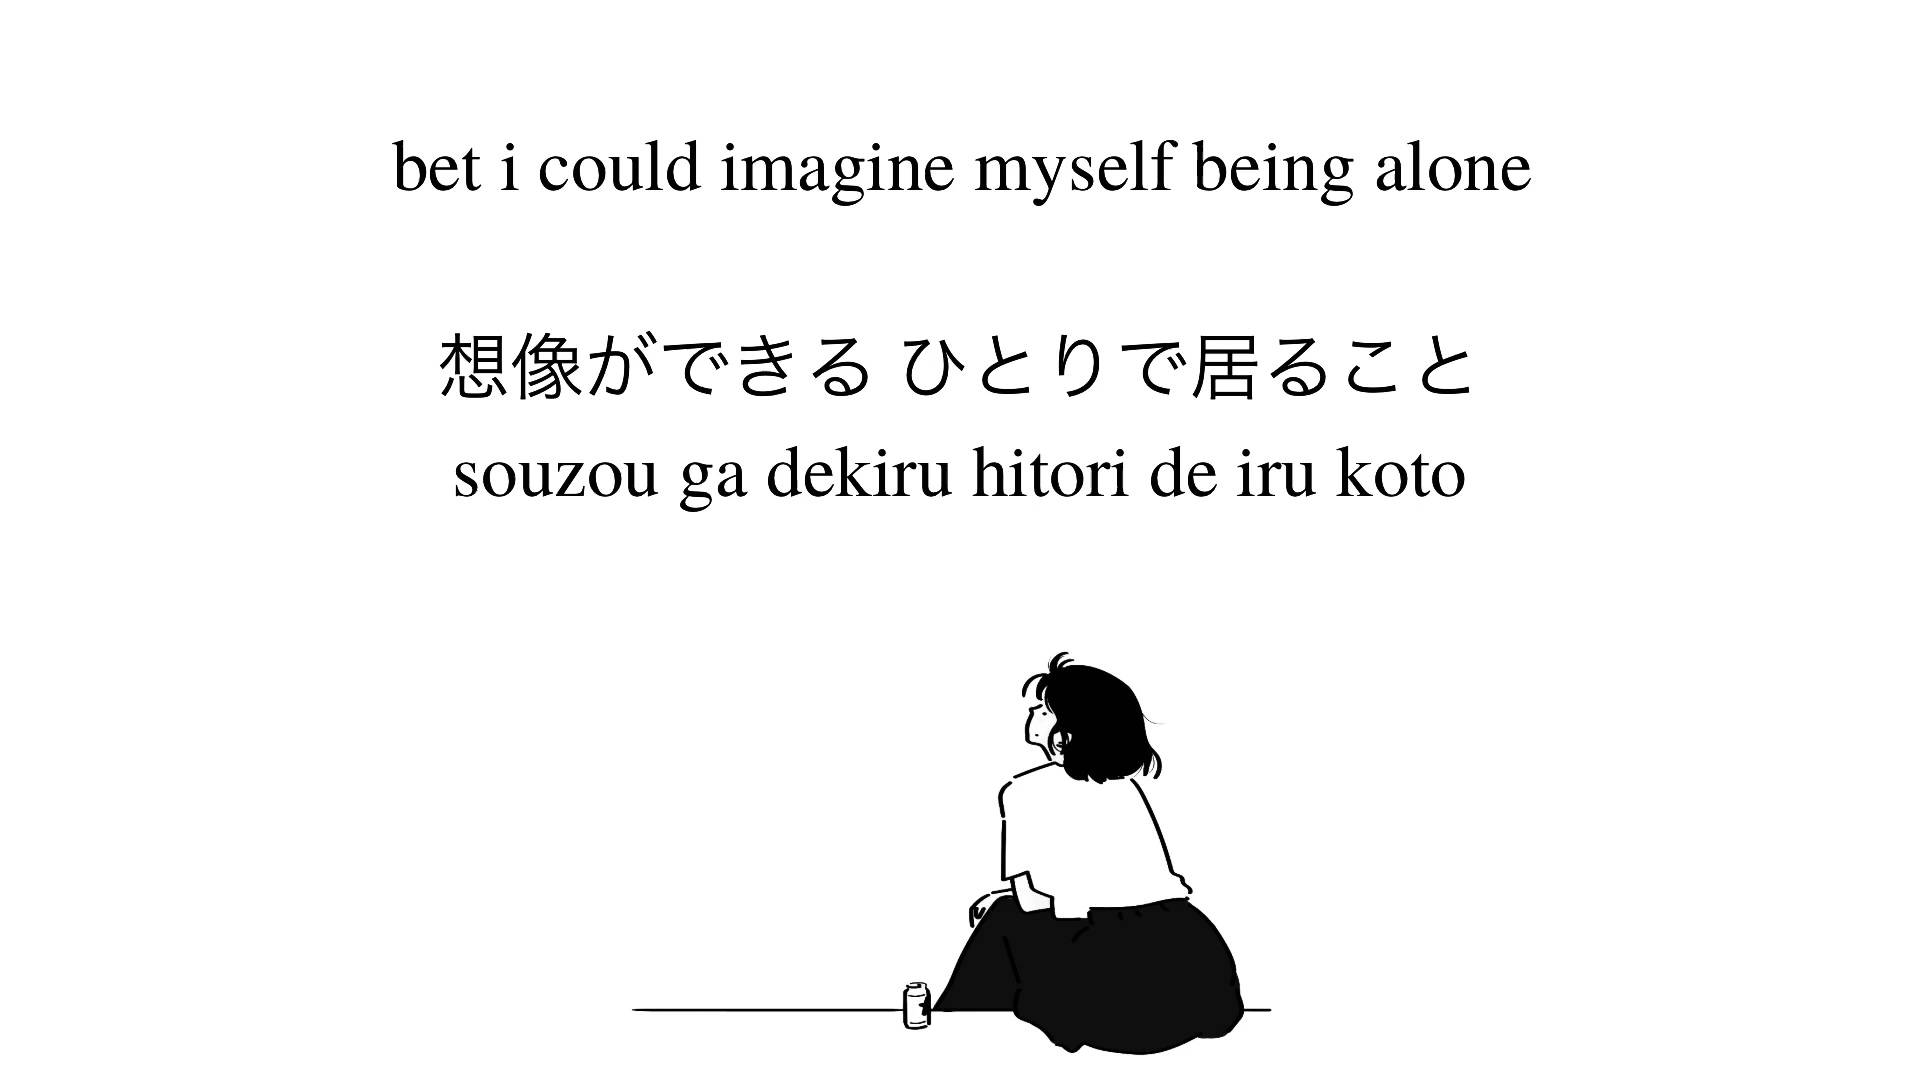 bet i could imagine myself being alone
想像ができる ひとりで居ること
souzou ga dekiru hitori de iru koto